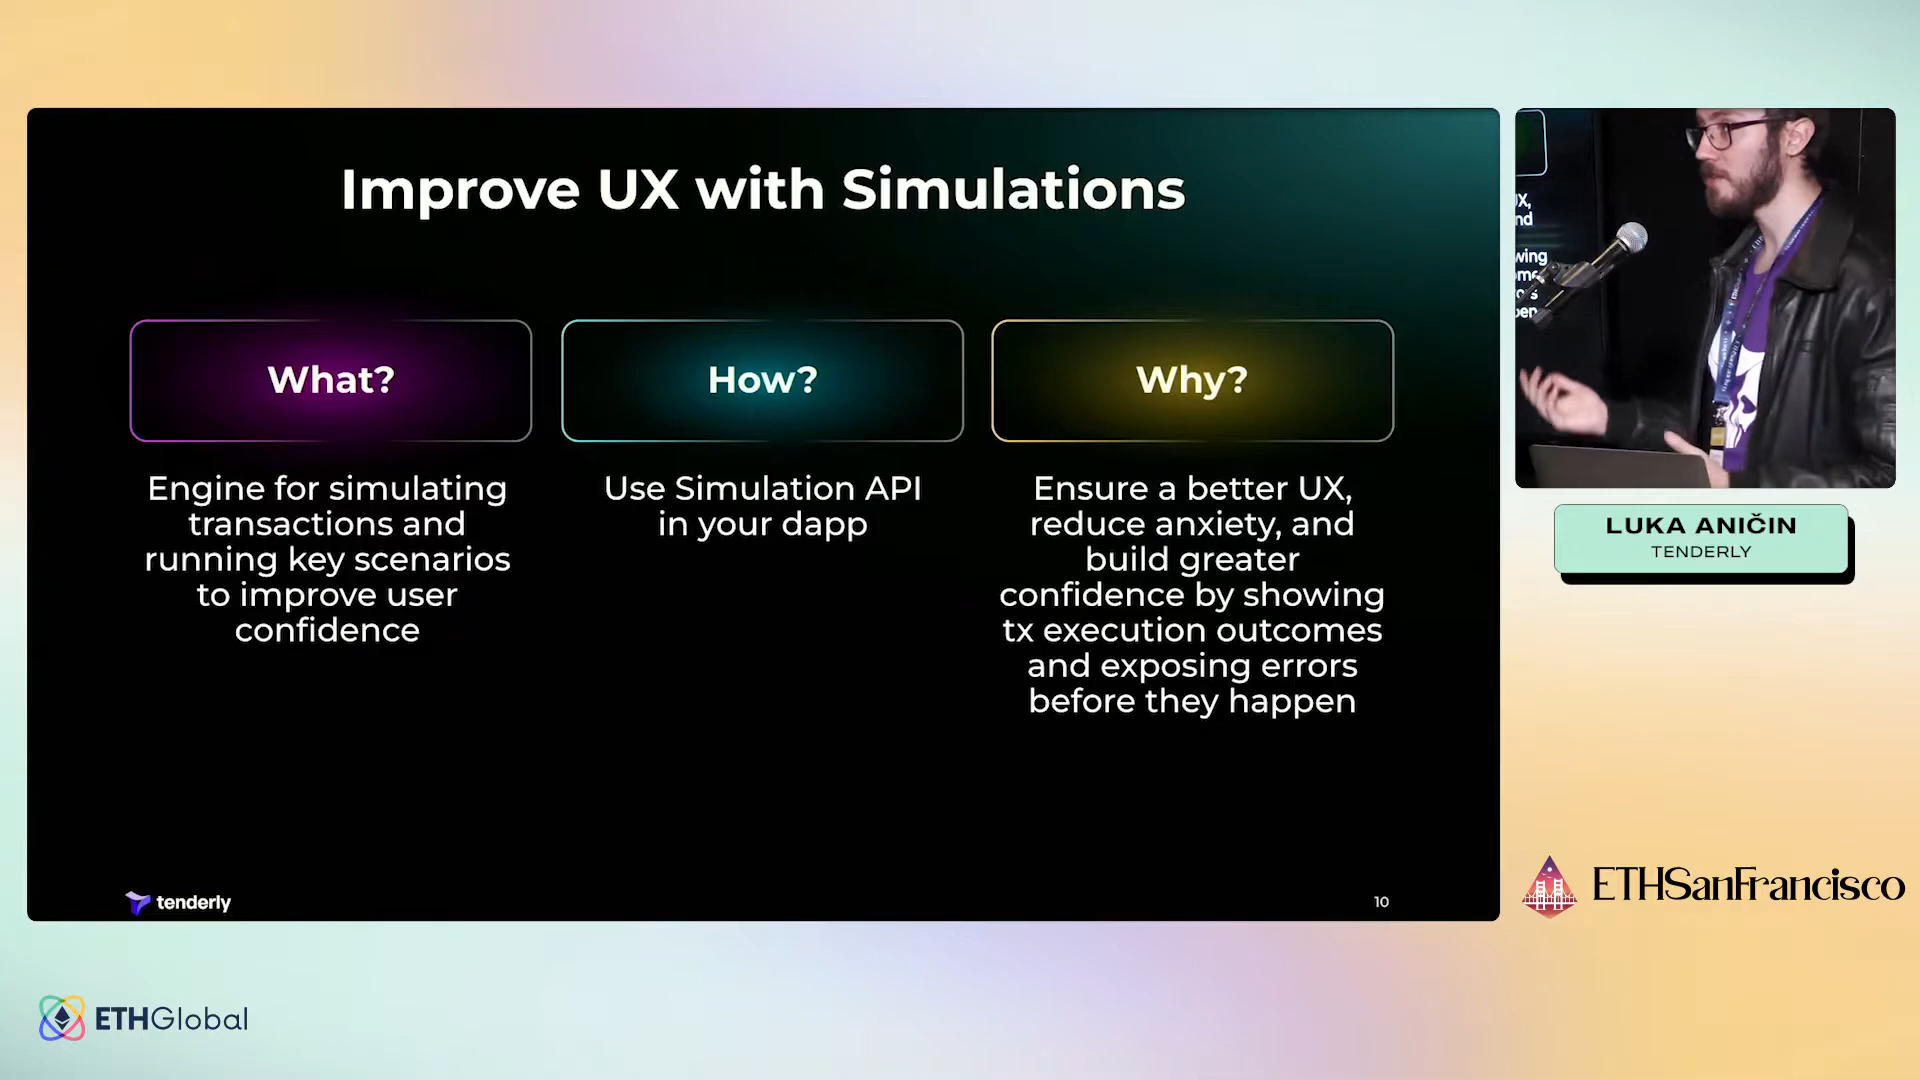 Improve UX with Simulations
What?
Engine for simulating
transactions and
running key scenarios
to improve user
confidence
How?
Use Simulation API
in your dapp
Why?
Ensure a better UX,
reduce anxiety, and
build greater
confidence by showing
tx execution outcomes
and exposing errors
before they happen
tenderly
10
LUKA ANIČIN
TENDERLY
ETHSanFrancisco
ETHGlobal